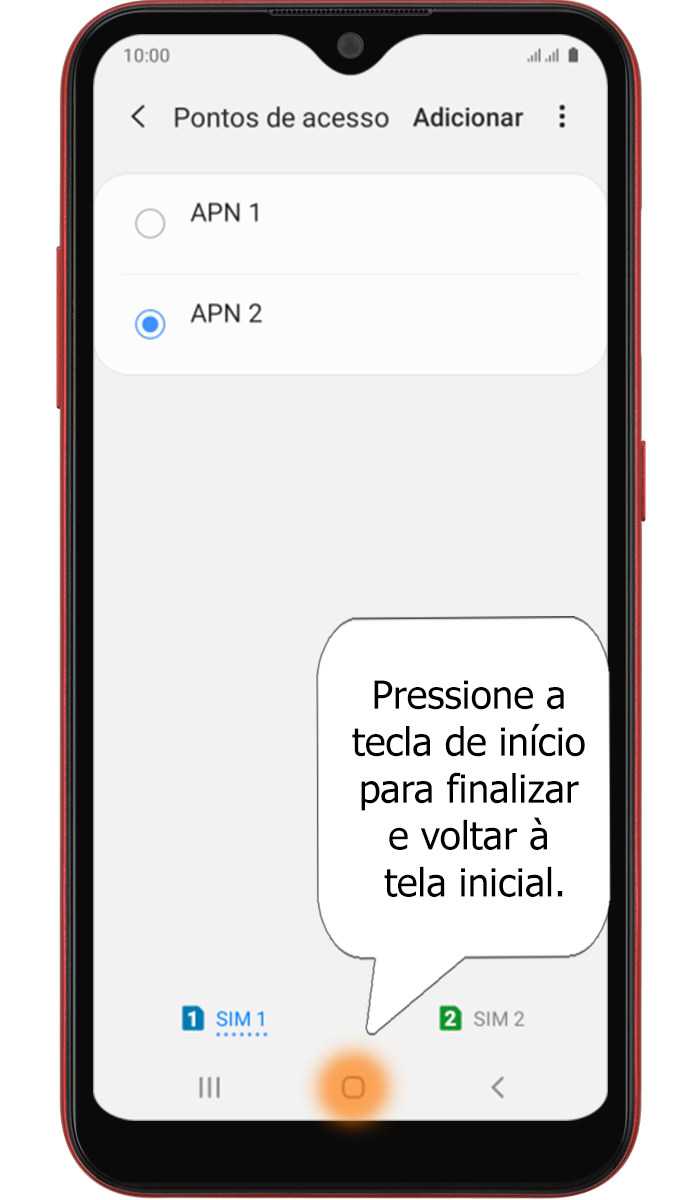 10:00
Pontos de acesso Adicionar
APN 1
APN 2
Pressione a
tecla de início
para finalizar
e voltar à
tela inicial.
1 SIM 1 2 SIM 2